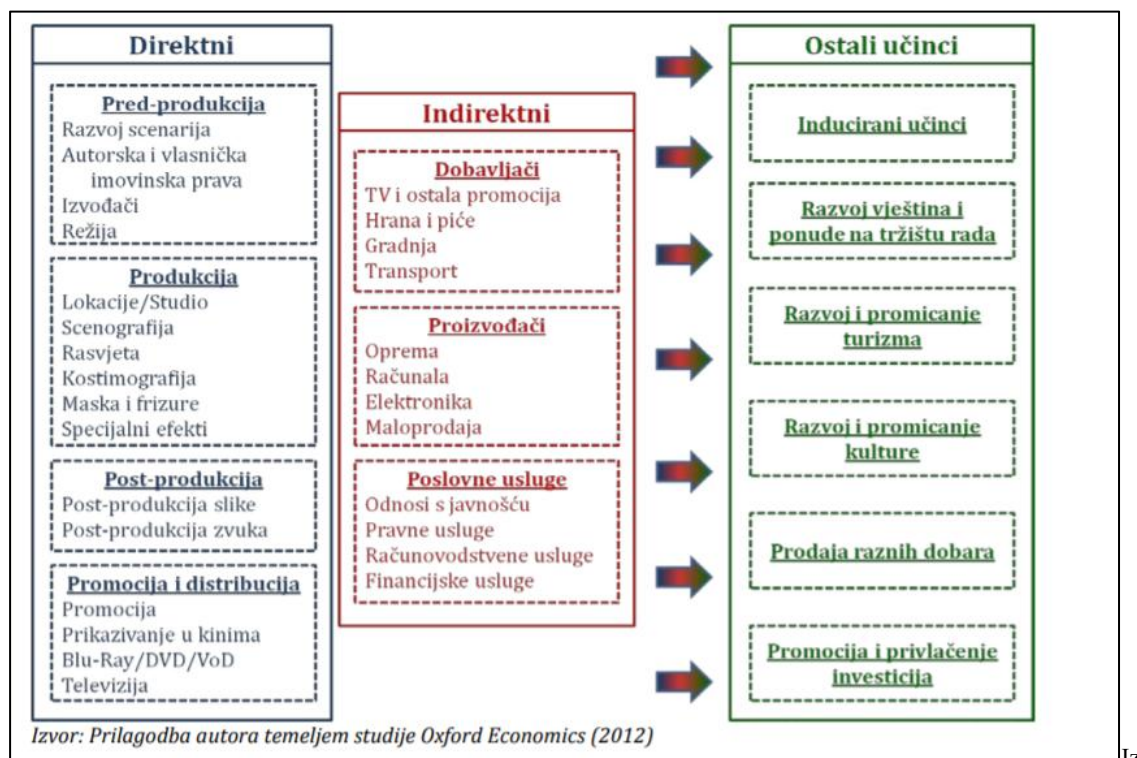 Direktni
Pred-produkcija
Razvoj scenarija
Autorska i vlasnička
imovinska prava
Izvođači
Režija
Produkcija
Lokacije/Studio
Scenografija
Rasvjeta
Kostimografija
Maska i frizure
Specijalni efekti
Post-produkcija
Post-produkcija slike
Post-produkcija zvuka
Promocija i distribucija
Promocija
Prikazivanje u kinima
Blu-Ray/DVD/VoD
Televizija
Indirektni
Dobavljači
TV i ostala promocija
Hrana i piće
Gradnja
Transport
Proizvođači
Oprema
Računala
Elektronika
Maloprodaja
Poslovne usluge
Odnosi s javnošću
Pravne usluge
Računovodstvene usluge
Financijske usluge
Ostali učinci
Inducirani učinci
Razvoj vještina i
ponude na tržištu rada
Razvoj i promicanje
turizma
Razvoj i promicanje
kulture
Prodaja raznih dobara
Promocija i privlačenje
investicija
Izvor: Prilagodba autora temeljem studije Oxford Economics (2012)